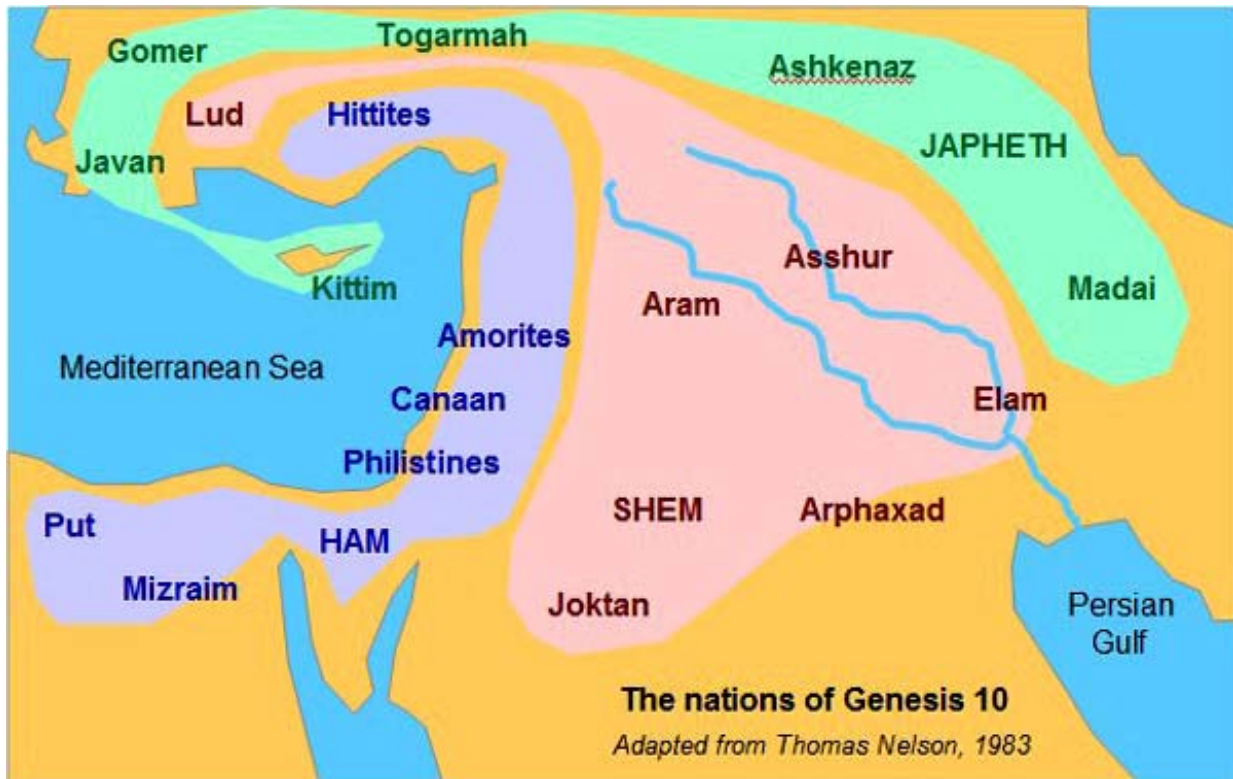 Togarmah
Gomer
Ashkenaz
Lud
Hittites
JAPHETH
Javan
Asshur
Kittim
Aram
Madai
Amorites
Mediterranean Sea
Canaan
Elam
Philistines
SHEM
Arphaxad
Put
HAM
Mizraim
Joktan
Persian
Gulf
The nations of Genesis 10
Adapted from Thomas Nelson, 1983